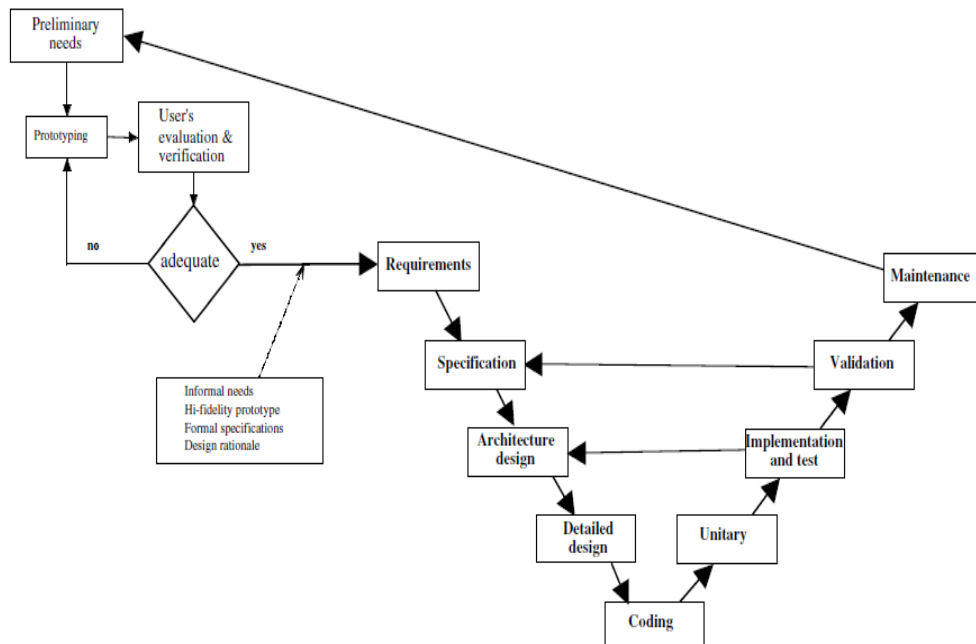 Preliminary
needs
Prototyping
User's
evaluation &
verification
no
adequate
yes
Requirements
Maintenance
Specification
Validation
Informal needs
Hi-fidelity prototype
Formal specifications
Design rationale
Architecture
design
Implementation
and test
Detailed
design
Unitary
Coding